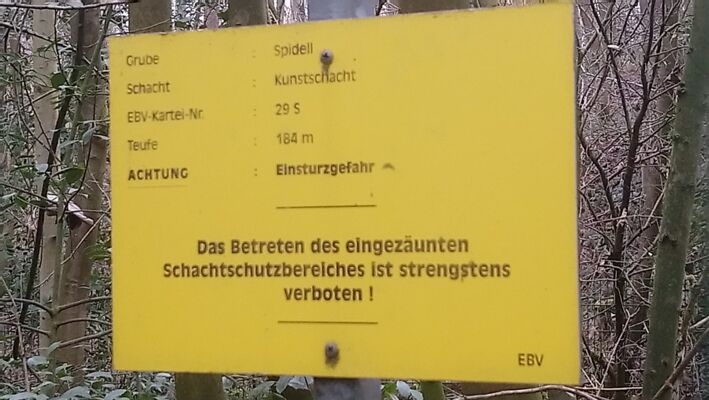 Grube : Spidell
Schacht : Kunstschacht
EBV-Kartei-Nr. : 29 S
Teufe : 184 m
ACHTUNG : Einsturzgefahr
Das Betreten des eingezäunten
Schachtschutzbereiches ist strengstens
verboten !
EBV